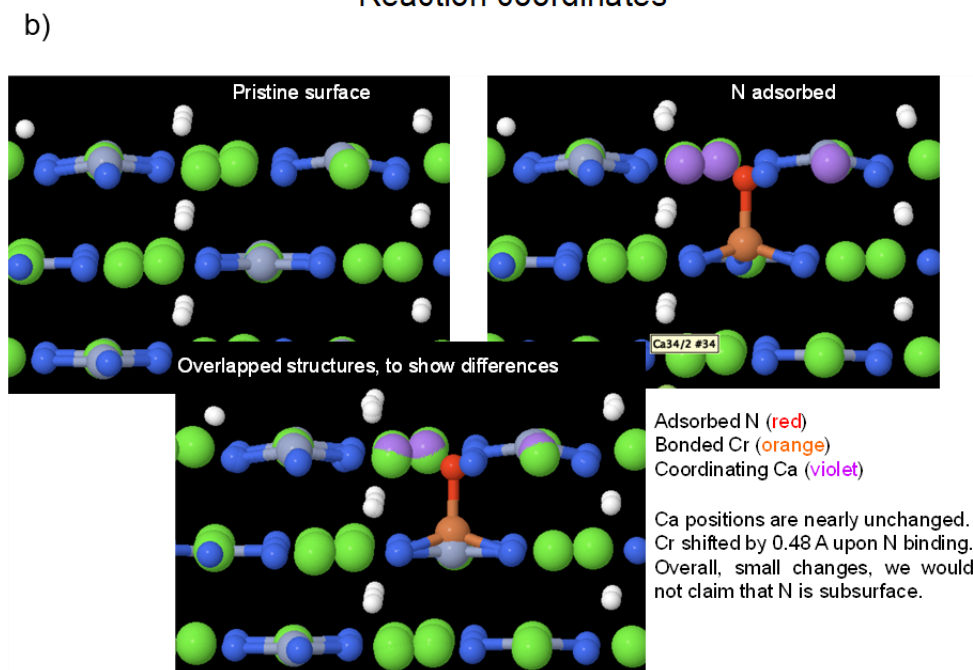 Reaction coordinates
b)
Pristine surface
N adsorbed
Ca34/2 #34
Overlapped structures, to show differences
Adsorbed N (red)
Bonded Cr (orange)
Coordinating Ca (violet)
Ca positions are nearly unchanged.
Cr shifted by 0.48 A upon N binding.
Overall, small changes, we would
not claim that N is subsurface.